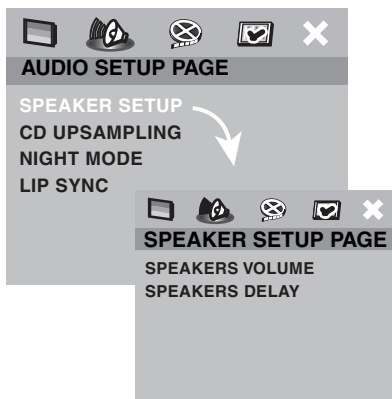 AUDIO SETUP PAGE
SPEAKER SETUP
CD UPSAMPLING
NIGHT MODE
LIP SYNC
SPEAKER SETUP PAGE
SPEAKERS VOLUME
SPEAKERS DELAY